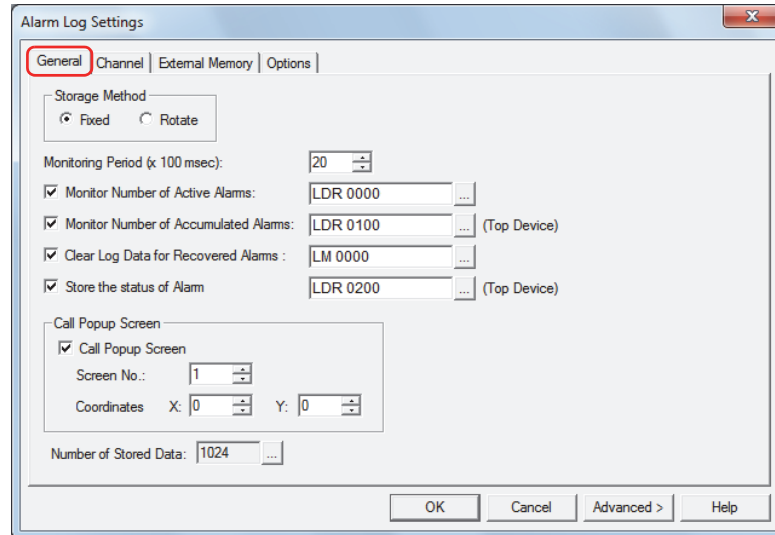 Alarm Log Settings
General Channel External Memory Options
Storage Method
Fixed Rotate
Monitoring Period (x 100 msec): 20
Monitor Number of Active Alarms: LDR 0000 ...
Monitor Number of Accumulated Alarms: LDR 0100 ... (Top Device)
Clear Log Data for Recovered Alarms : LM 0000 ...
Store the status of Alarm LDR 0200 ... (Top Device)
Call Popup Screen
Call Popup Screen
Screen No.: 1
Coordinates X: 0 Y: 0
Number of Stored Data: 1024 ...
OK Cancel Advanced > Help